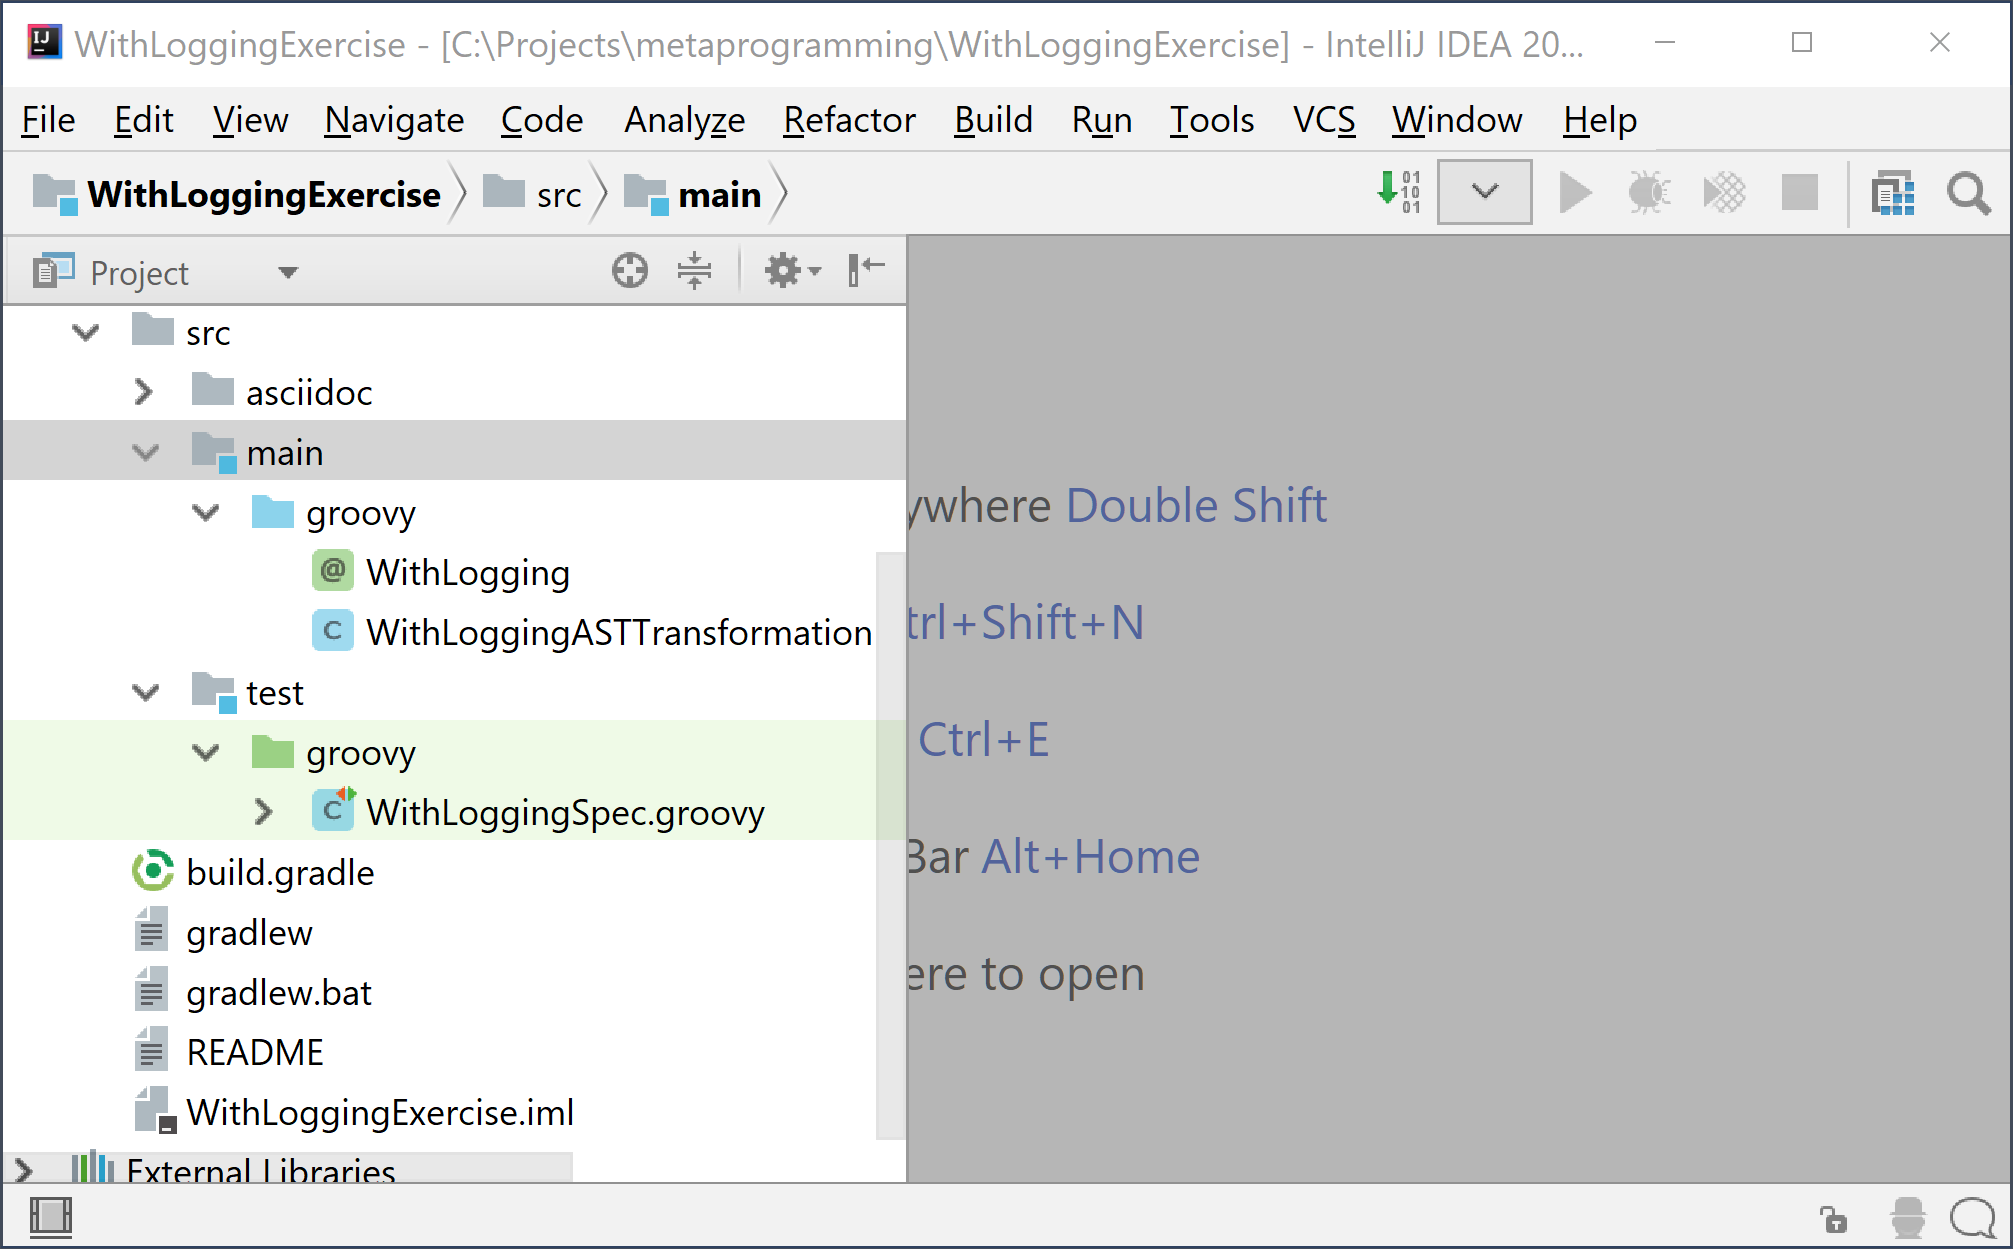 WithLoggingExercise - [C:\Projects\metaprogramming\WithLoggingExercise] - IntelliJ IDEA 20...
File Edit View Navigate Code Analyze Refactor Build Run Tools VCS Window Help
WithLoggingExercise src main
Project
src
asciidoc
main
groovy
WithLogging
WithLoggingASTTransformation
test
groovy
WithLoggingSpec.groovy
build.gradle
gradlew
gradlew.bat
README
WithLoggingExercise.iml
External Libraries
ywhere Double Shift
trl+Shift+N
Ctrl+E
Bar Alt+Home
ere to open